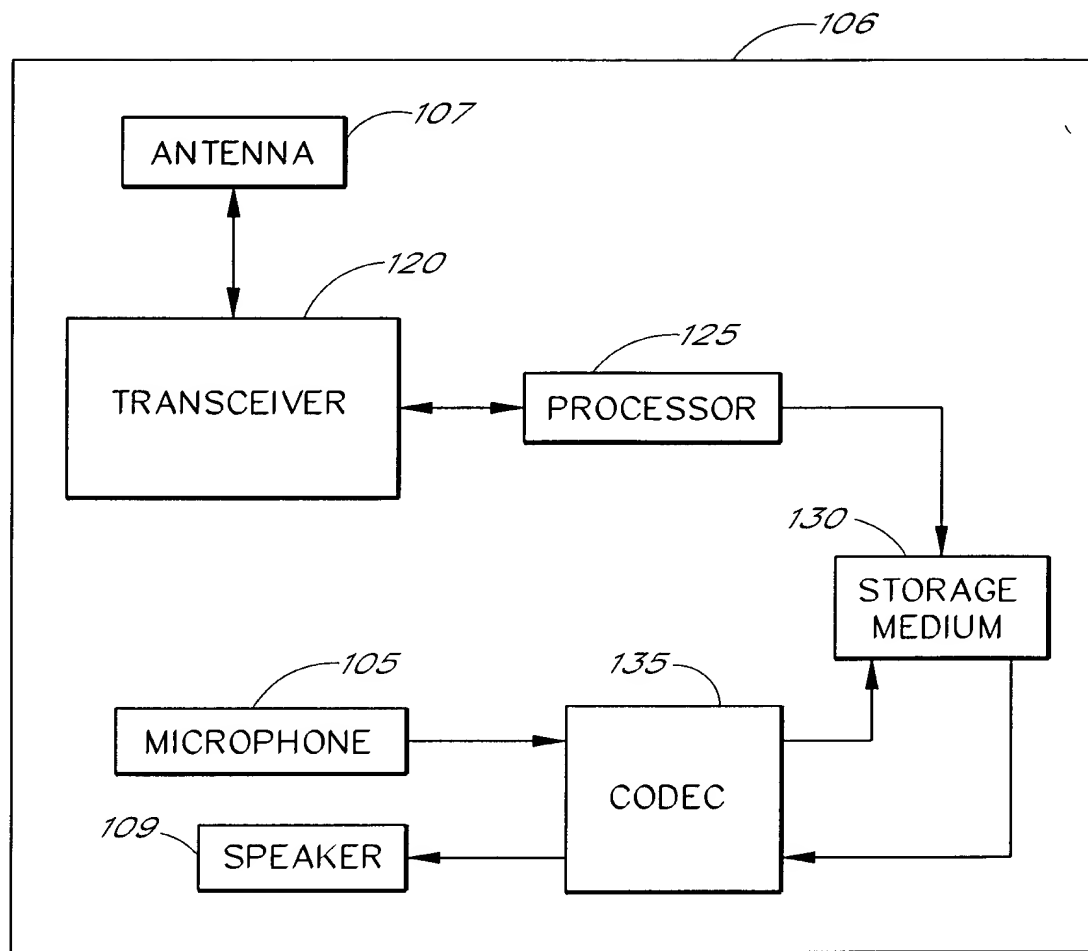 106
ANTENNA
107
120
TRANSCEIVER
125
PROCESSOR
130
STORAGE
MEDIUM
105
MICROPHONE
135
CODEC
109
SPEAKER